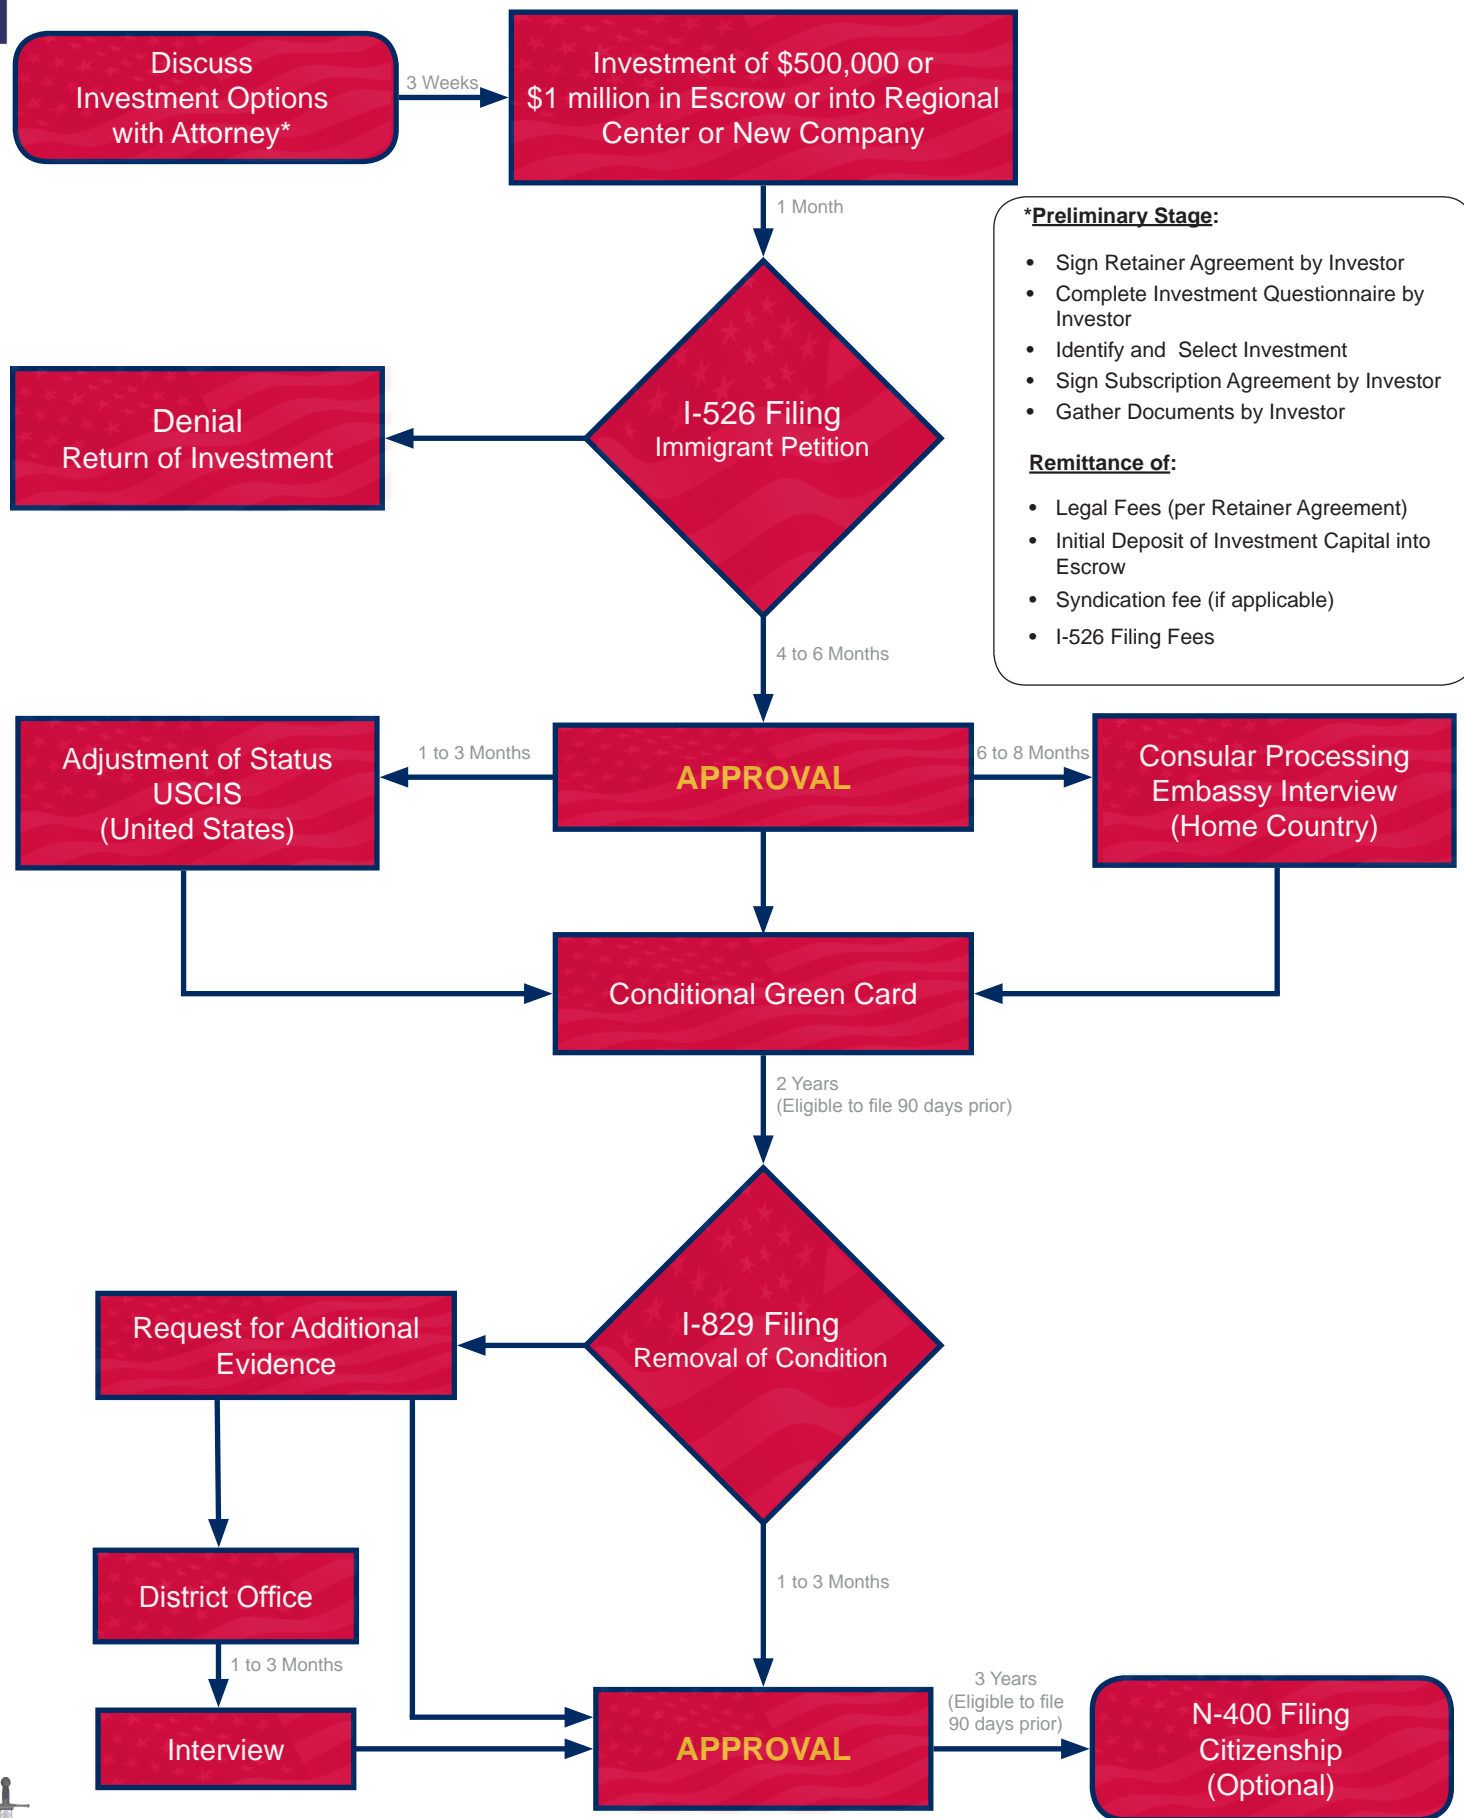 Discuss
Investment Options
with Attorney*
3 Weeks
Investment of $500,000 or
$1 million in Escrow or into Regional
Center or New Company
1 Month
*Preliminary Stage:
• Sign Retainer Agreement by Investor
• Complete Investment Questionnaire by
Investor
• Identify and Select Investment
• Sign Subscription Agreement by Investor
• Gather Documents by Investor
Remittance of:
• Legal Fees (per Retainer Agreement)
• Initial Deposit of Investment Capital into
Escrow
• Syndication fee (if applicable)
• I-526 Filing Fees
I-526 Filing
Immigrant Petition
Denial
Return of Investment
4 to 6 Months
Adjustment of Status
USCIS
(United States)
1 to 3 Months
APPROVAL
6 to 8 Months
Consular Processing
Embassy Interview
(Home Country)
Conditional Green Card
2 Years
(Eligible to file 90 days prior)
I-829 Filing
Removal of Condition
Request for Additional
Evidence
District Office
1 to 3 Months
1 to 3 Months
Interview
APPROVAL
3 Years
(Eligible to file
90 days prior)
N-400 Filing
Citizenship
(Optional)